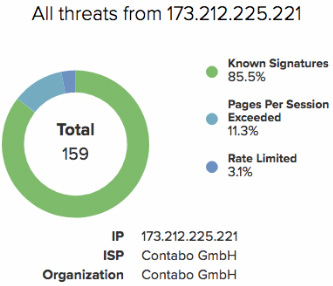 All threats from 173.212.225.221
Total
159
Known Signatures
85.5%
Pages Per Session
Exceeded
11.3%
Rate Limited
3.1%
IP 173.212.225.221
ISP Contabo GmbH
Organization Contabo GmbH